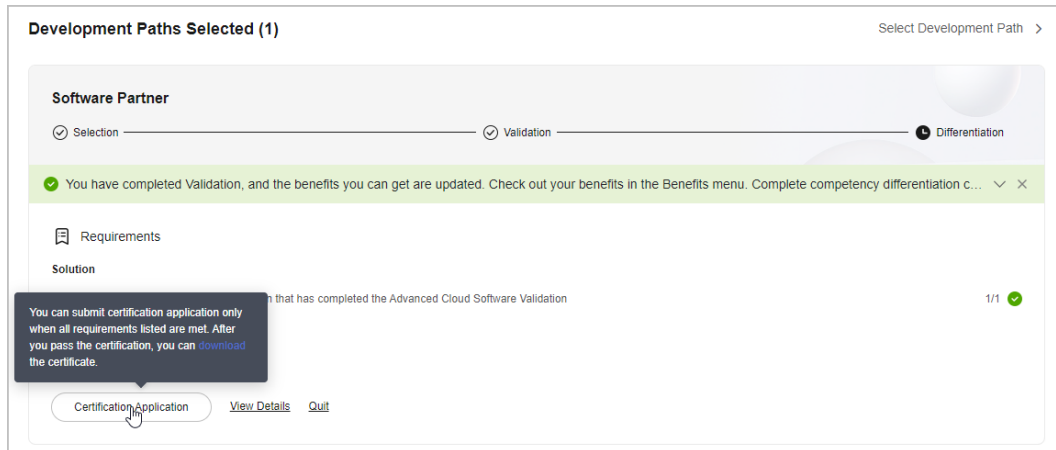 Development Paths Selected (1)
Select Development Path
Software Partner
Selection
Validation
Differentiation
You have completed Validation, and the benefits you can get are updated. Check out your benefits in the Benefits menu. Complete competency differentiation c...
Requirements
Solution
that has completed the Advanced Cloud Software Validation
1/1
You can submit certification application only
when all requirements listed are met. After
you pass the certification, you can download
the certificate.
Certification Application
View Details
Quit